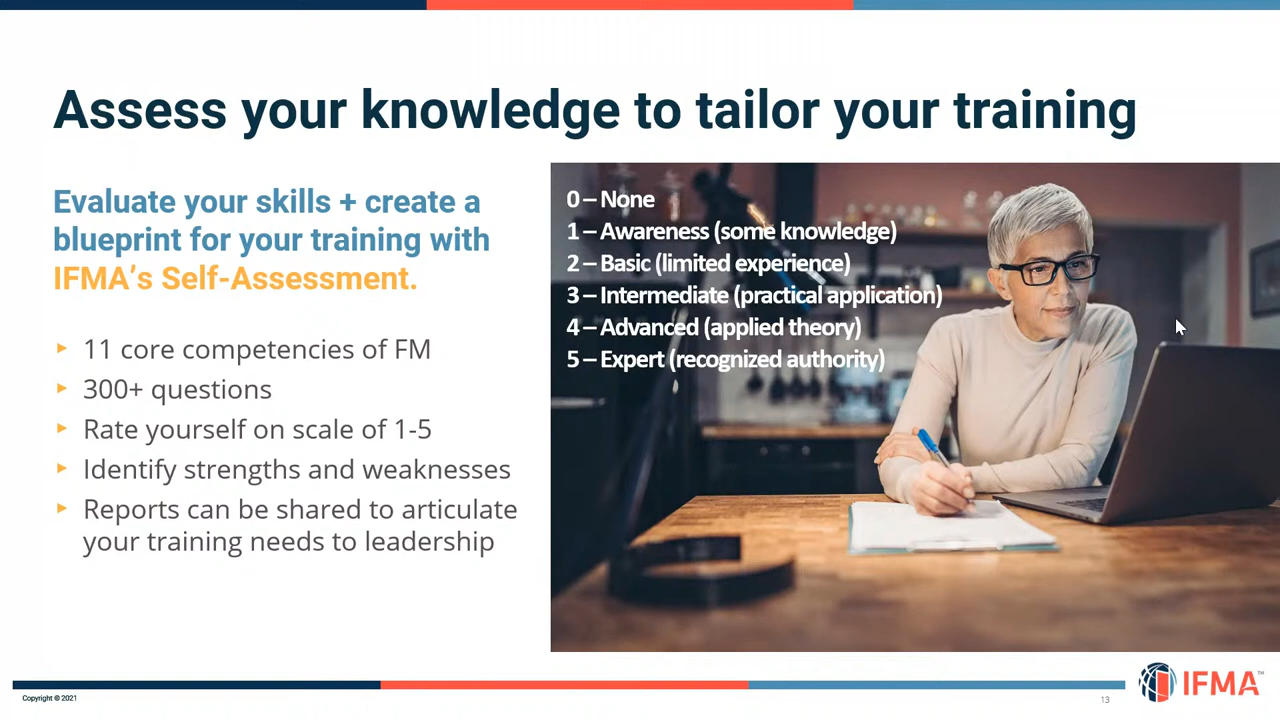 Assess your knowledge to tailor your training
Evaluate your skills + create a
blueprint for your training with
IFMA's Self-Assessment.
11 core competencies of FM
300+ questions
Rate yourself on scale of 1-5
Identify strengths and weaknesses
Reports can be shared to articulate
your training needs to leadership
0 – None
1 – Awareness (some knowledge)
2 – Basic (limited experience)
3 – Intermediate (practical application)
4 – Advanced (applied theory)
5 – Expert (recognized authority)
Copyright © 2021
13
IFMA™